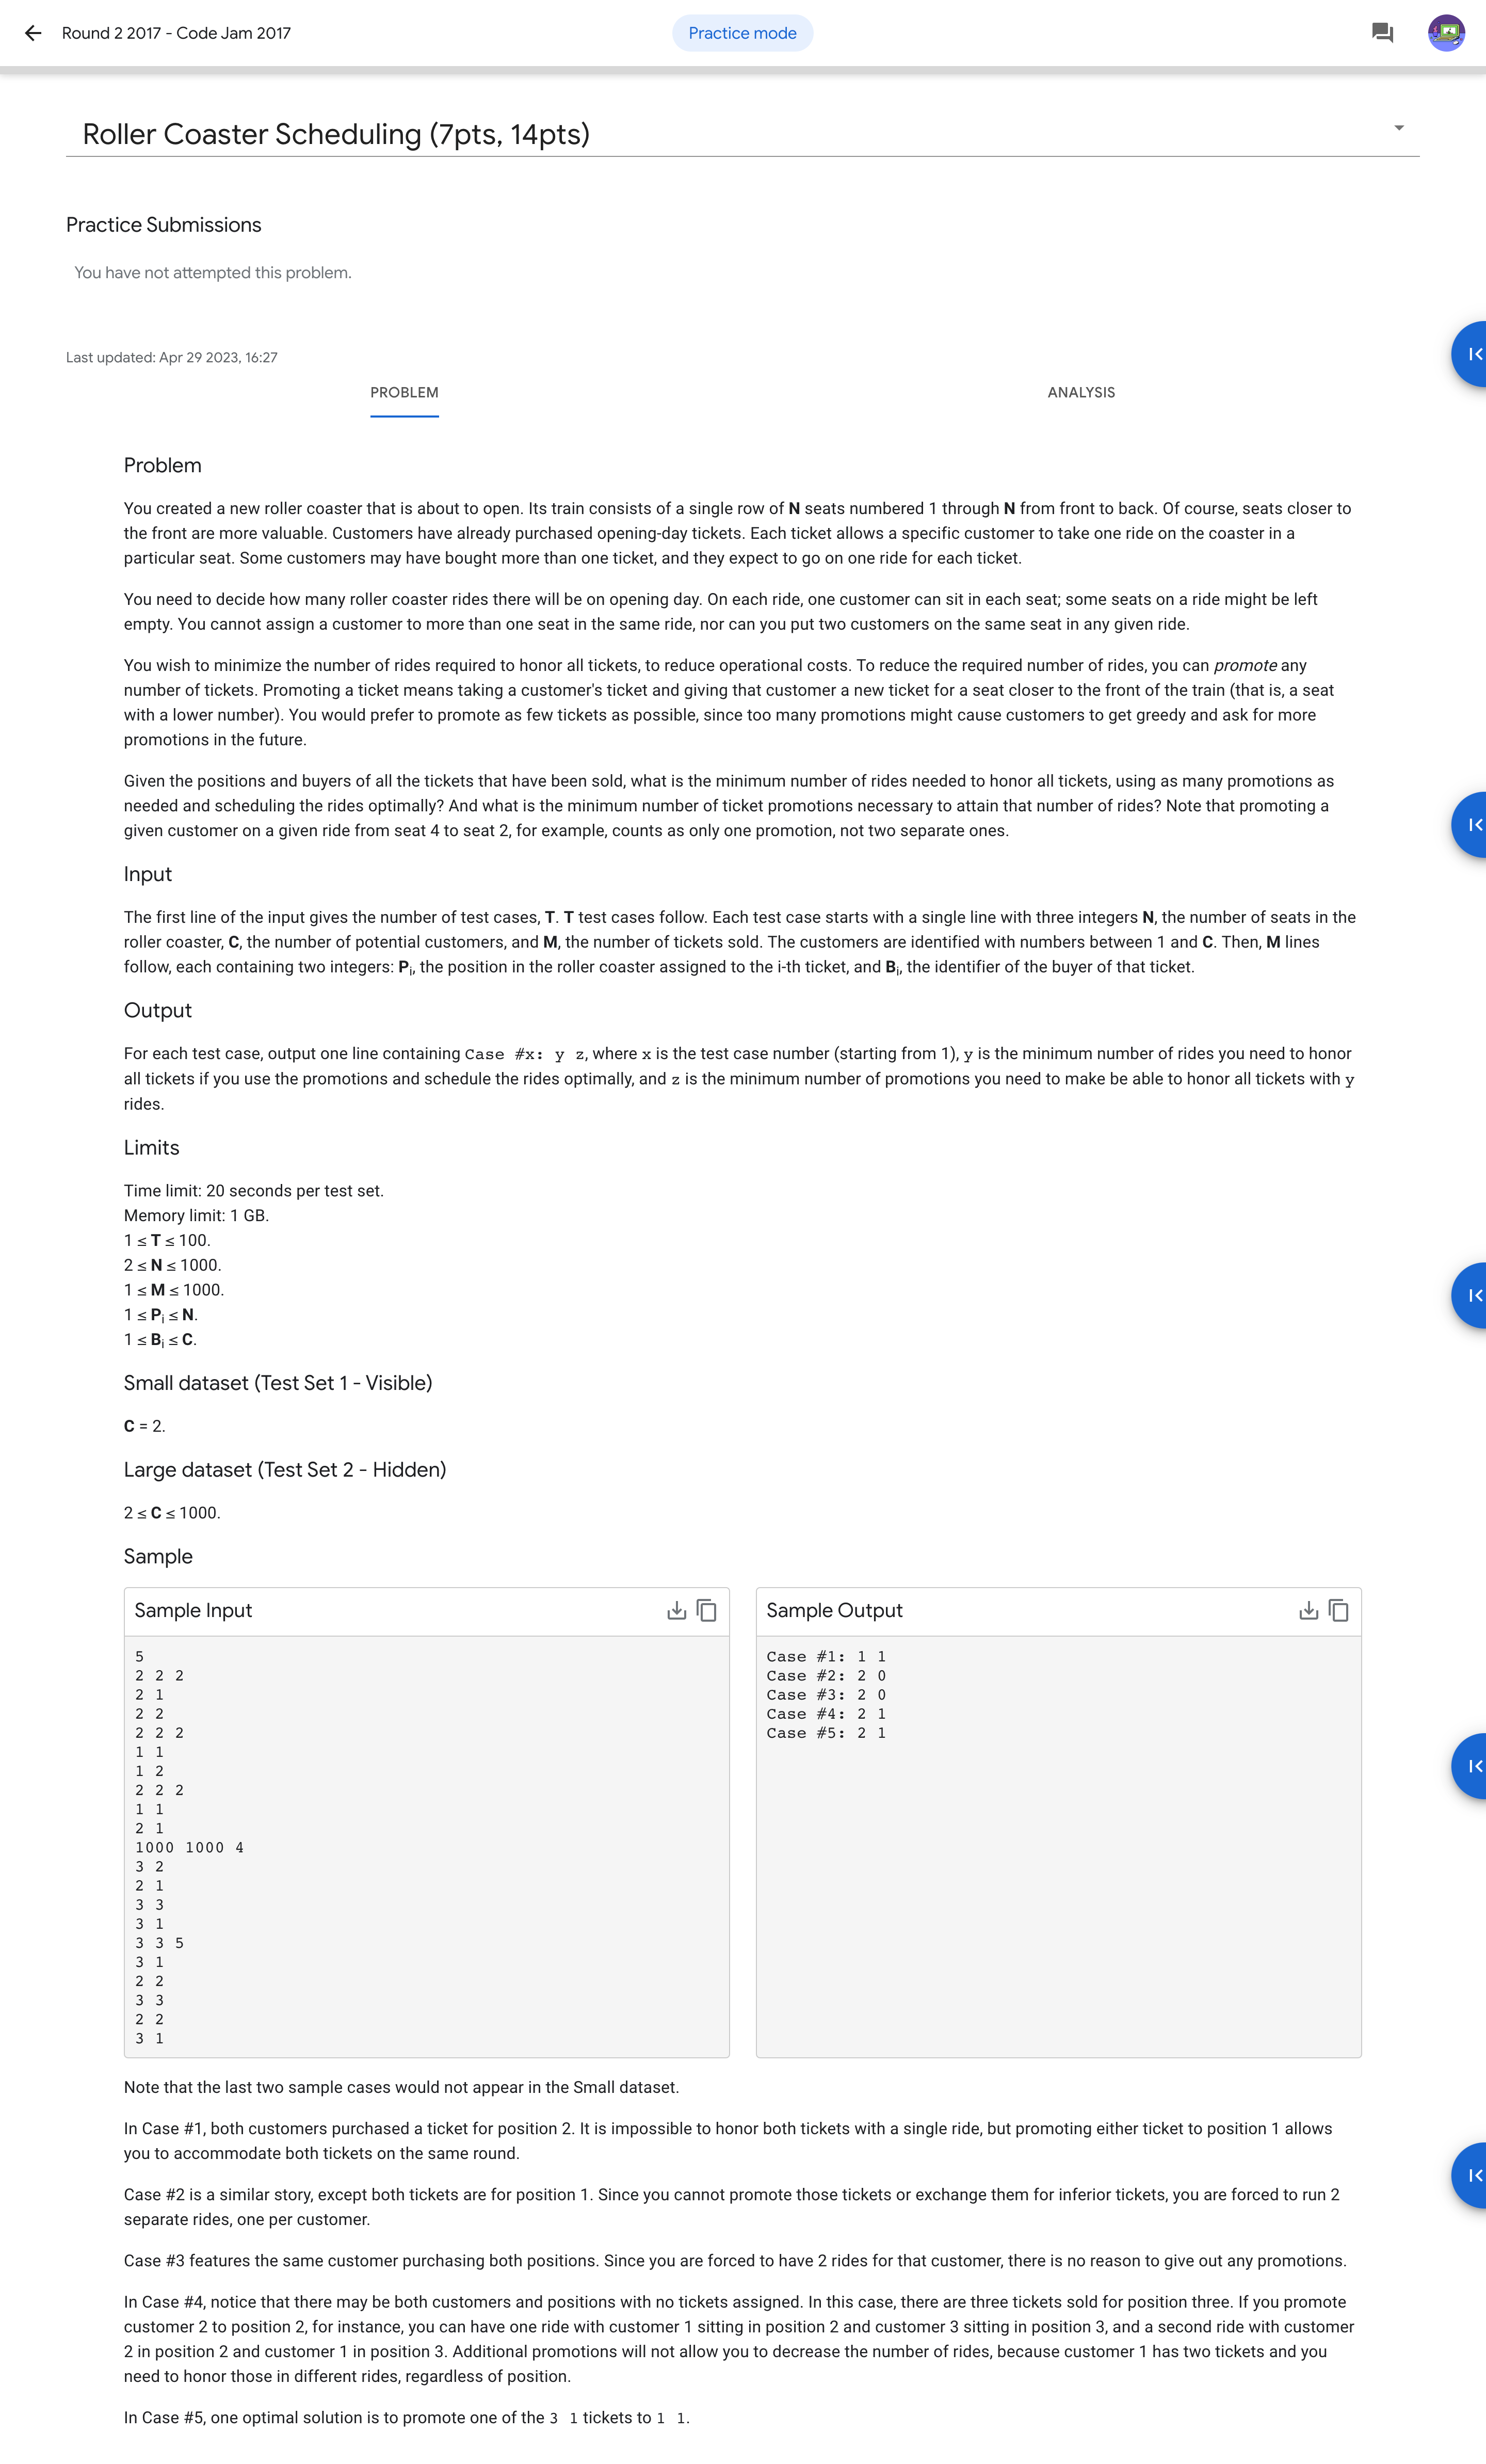 Round 2 2017 - Code Jam 2017
Practice mode
Roller Coaster Scheduling (7pts, 14pts)
Practice Submissions
You have not attempted this problem.
Last updated: Apr 29 2023, 16:27
PROBLEM
ANALYSIS
Problem
You created a new roller coaster that is about to open. Its train consists of a single row of N seats numbered 1 through N from front to back. Of course, seats closer to
the front are more valuable. Customers have already purchased opening-day tickets. Each ticket allows a specific customer to take one ride on the coaster in a
particular seat. Some customers may have bought more than one ticket, and they expect to go on one ride for each ticket.
You need to decide how many roller coaster rides there will be on opening day. On each ride, one customer can sit in each seat; some seats on a ride might be left
empty. You cannot assign a customer to more than one seat in the same ride, nor can you put two customers on the same seat in any given ride.
You wish to minimize the number of rides required to honor all tickets, to reduce operational costs. To reduce the required number of rides, you can promote any
number of tickets. Promoting a ticket means taking a customer's ticket and giving that customer a new ticket for a seat closer to the front of the train (that is, a seat
with a lower number). You would prefer to promote as few tickets as possible, since too many promotions might cause customers to get greedy and ask for more
promotions in the future.
Given the positions and buyers of all the tickets that have been sold, what is the minimum number of rides needed to honor all tickets, using as many promotions as
needed and scheduling the rides optimally? And what is the minimum number of ticket promotions necessary to attain that number of rides? Note that promoting a
given customer on a given ride from seat 4 to seat 2, for example, counts as only one promotion, not two separate ones.
Input
The first line of the input gives the number of test cases, T. T test cases follow. Each test case starts with a single line with three integers N, the number of seats in the
roller coaster, C, the number of potential customers, and M, the number of tickets sold. The customers are identified with numbers between 1 and C. Then, M lines
follow, each containing two integers: Pi, the position in the roller coaster assigned to the i-th ticket, and Bi, the identifier of the buyer of that ticket.
Output
For each test case, output one line containing Case #x: y z, where x is the test case number (starting from 1), y is the minimum number of rides you need to honor
all tickets if you use the promotions and schedule the rides optimally, and z is the minimum number of promotions you need to make be able to honor all tickets with y
rides.
Limits
Time limit: 20 seconds per test set.
Memory limit: 1 GB.
1 ≤ T ≤ 100.
2 ≤ N ≤ 1000.
1 ≤ M ≤ 1000.
1 ≤ Pi ≤ N.
1 ≤ Bi ≤ C.
Small dataset (Test Set 1 - Visible)
C = 2.
Large dataset (Test Set 2 - Hidden)
2 ≤ C ≤ 1000.
Sample
Sample Input
5
2 2 2
2 1
2 2
2 2 2
1 1
1 2
2 2 2
1 1
2 1
1000 1000 4
3 2
2 1
3 3
3 1
3 3 5
3 1
2 2
3 3
2 2
3 1
Sample Output
Case #1: 1 1
Case #2: 2 0
Case #3: 2 0
Case #4: 2 1
Case #5: 2 1
Note that the last two sample cases would not appear in the Small dataset.
In Case #1, both customers purchased a ticket for position 2. It is impossible to honor both tickets with a single ride, but promoting either ticket to position 1 allows
you to accommodate both tickets on the same round.
Case #2 is a similar story, except both tickets are for position 1. Since you cannot promote those tickets or exchange them for inferior tickets, you are forced to run 2
separate rides, one per customer.
Case #3 features the same customer purchasing both positions. Since you are forced to have 2 rides for that customer, there is no reason to give out any promotions.
In Case #4, notice that there may be both customers and positions with no tickets assigned. In this case, there are three tickets sold for position three. If you promote
customer 2 to position 2, for instance, you can have one ride with customer 1 sitting in position 2 and customer 3 sitting in position 3, and a second ride with customer
2 in position 2 and customer 1 in position 3. Additional promotions will not allow you to decrease the number of rides, because customer 1 has two tickets and you
need to honor those in different rides, regardless of position.
In Case #5, one optimal solution is to promote one of the 3 1 tickets to 1 1.